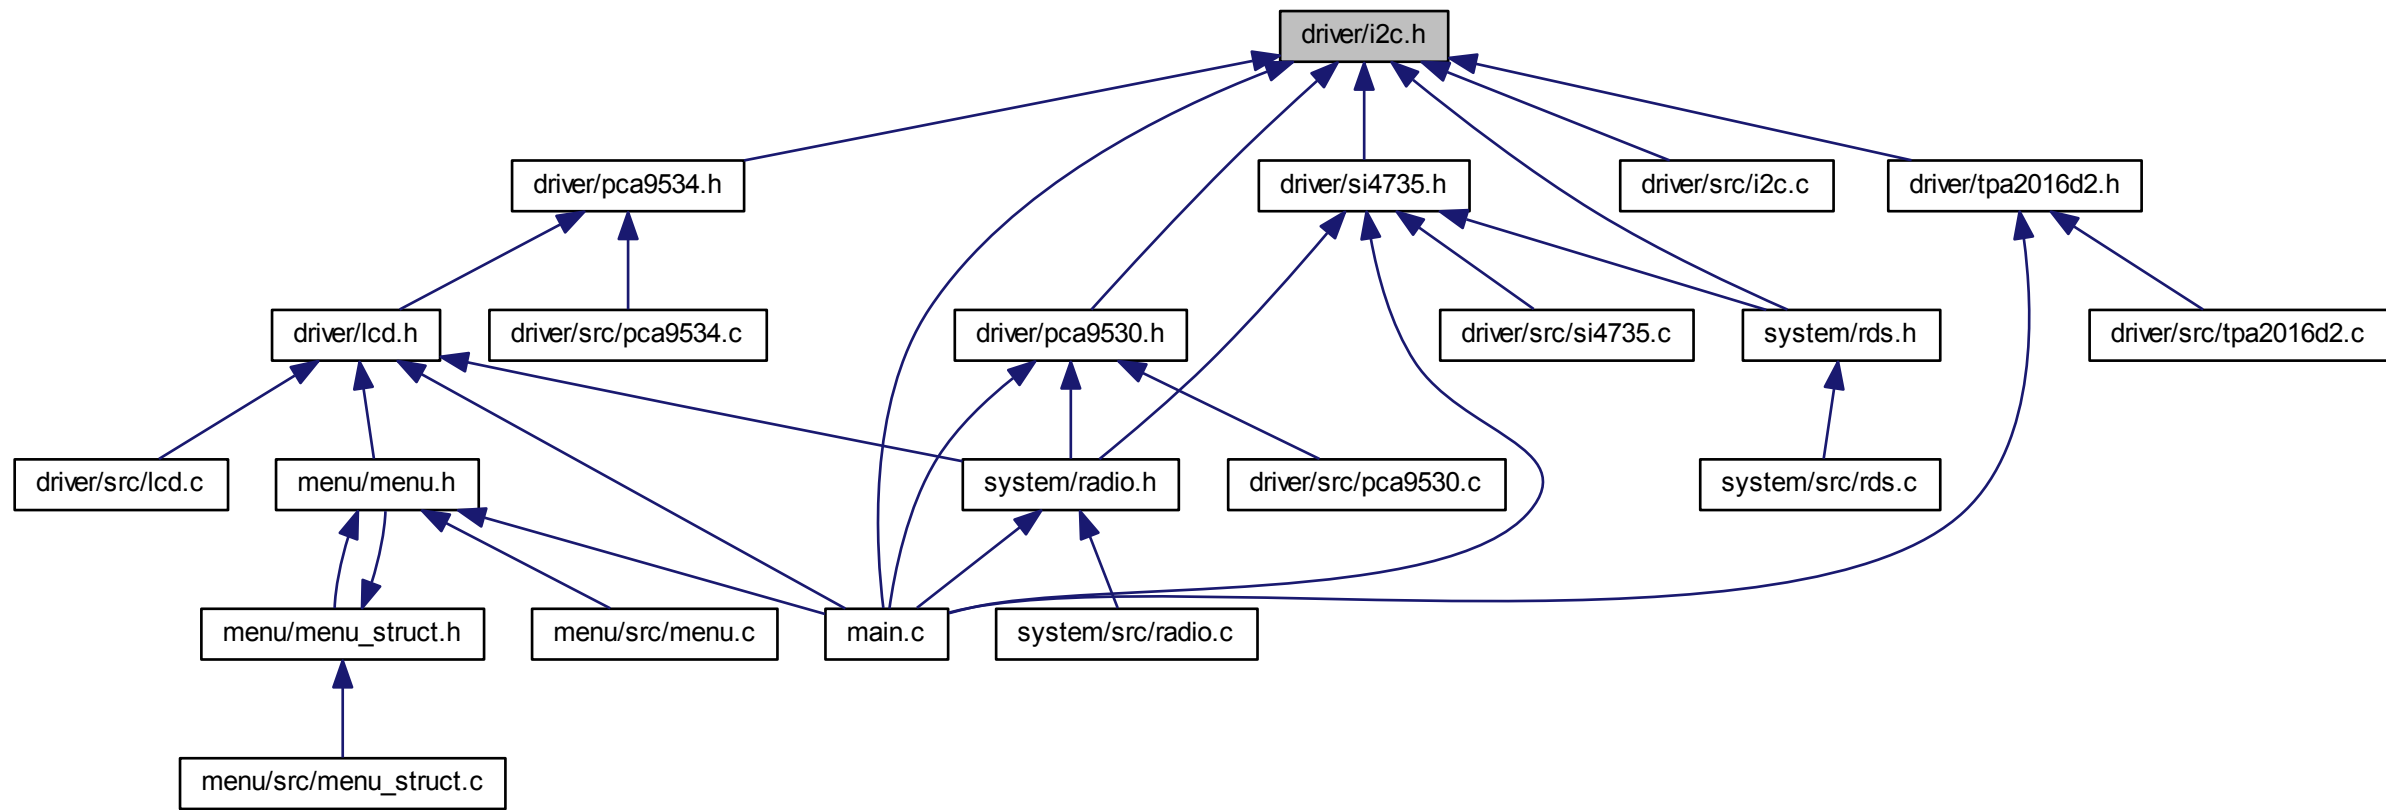 driver/i2c.h
driver/pca9534.h
driver/si4735.h
driver/src/i2c.c
driver/tpa2016d2.h
driver/lcd.h
driver/src/pca9534.c
driver/pca9530.h
driver/src/si4735.c
system/rds.h
driver/src/tpa2016d2.c
driver/src/lcd.c
menu/menu.h
system/radio.h
driver/src/pca9530.c
system/src/rds.c
menu/menu_struct.h
menu/src/menu.c
main.c
system/src/radio.c
menu/src/menu_struct.c